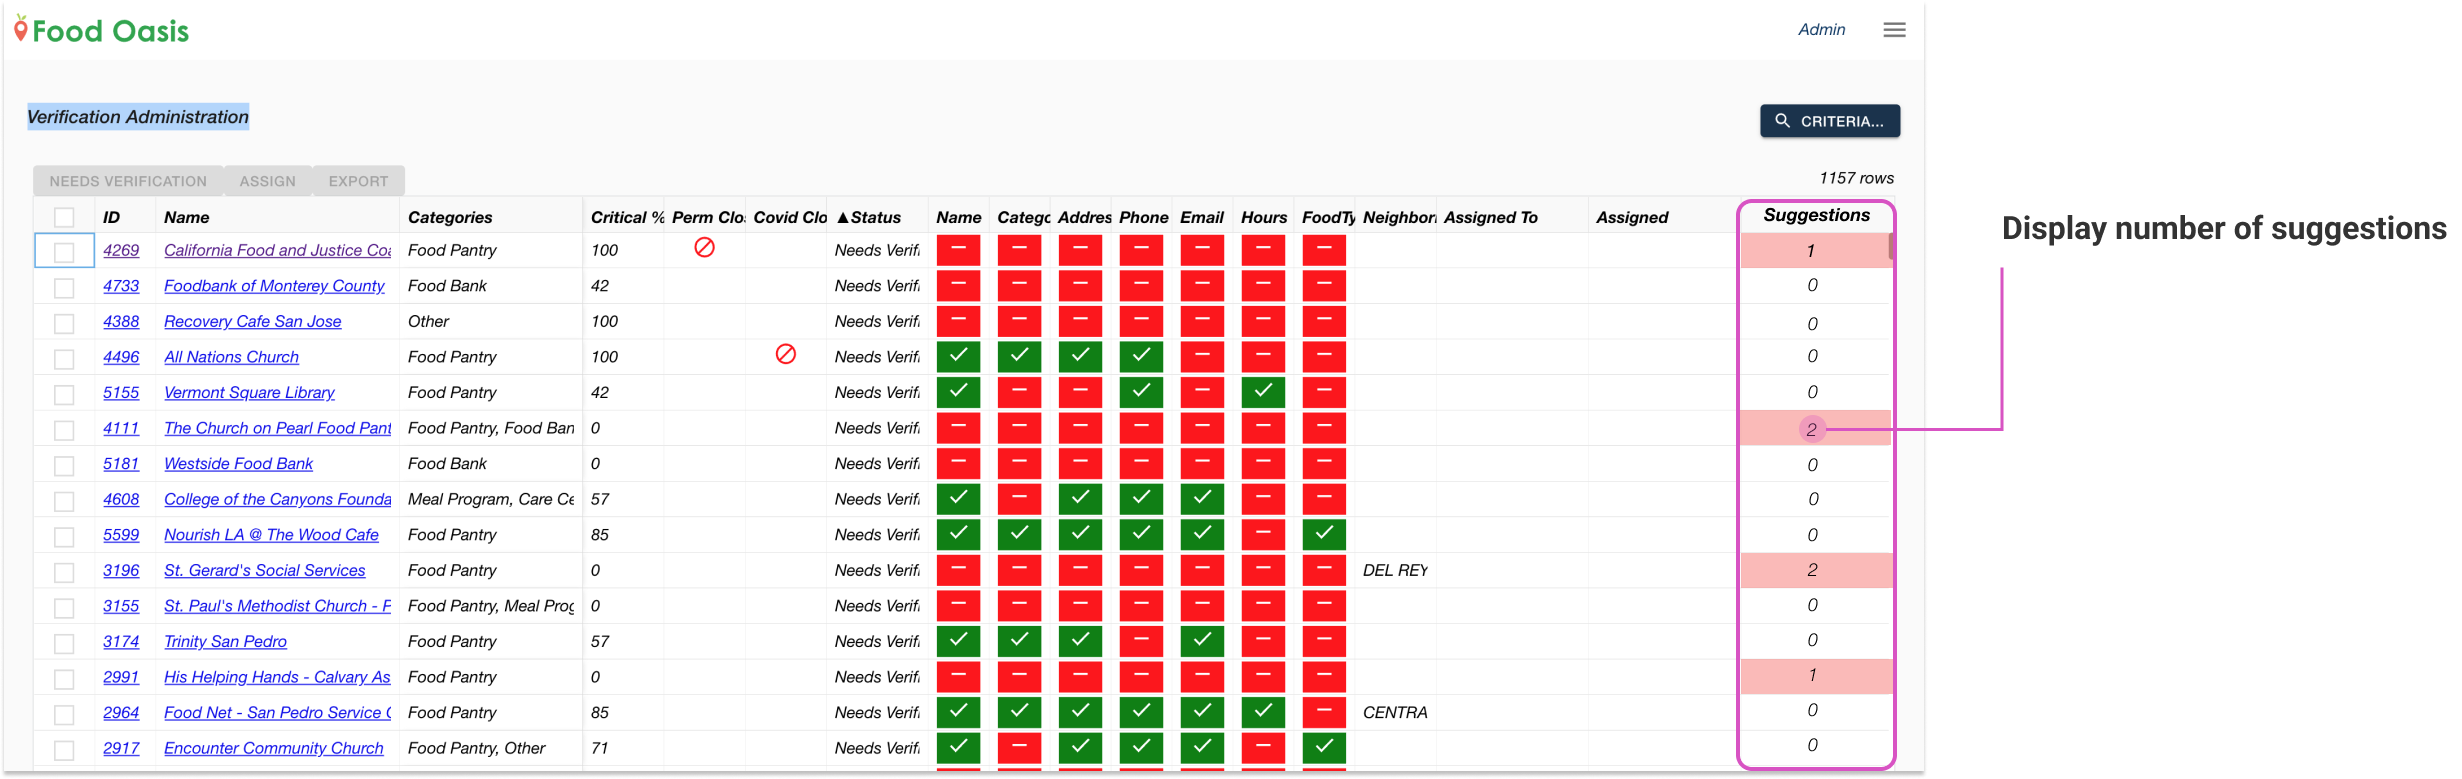 Food Oasis
Admin
Verification Administration
CRITERIA...
NEEDS VERIFICATION ASSIGN EXPORT
1157 rows
ID Name Categories Critical % Perm Clo Covid Clo ▲Status Name Catego Addres Phone Email Hours FoodTy Neighbor Assigned To Assigned Suggestions
4269 California Food and Justice Coa Food Pantry 100 Needs Verifi 1
4733 Foodbank of Monterey County Food Bank 42 Needs Verifi 0
4388 Recovery Cafe San Jose Other 100 Needs Verifi 0
4496 All Nations Church Food Pantry 100 Needs Verifi 0
5155 Vermont Square Library Food Pantry 42 Needs Verifi 0
4111 The Church on Pearl Food Pant Food Pantry, Food Ban 0 Needs Verifi 2
5181 Westside Food Bank Food Bank 0 Needs Verifi 0
4608 College of the Canyons Founda Meal Program, Care Ce 57 Needs Verifi 0
5599 Nourish LA @ The Wood Cafe Food Pantry 85 Needs Verifi 0
3196 St. Gerard's Social Services Food Pantry 0 Needs Verifi DEL REY 2
3155 St. Paul's Methodist Church - P Food Pantry, Meal Prog 0 Needs Verifi 0
3174 Trinity San Pedro Food Pantry 57 Needs Verifi 0
2991 His Helping Hands - Calvary As Food Pantry 0 Needs Verifi 1
2964 Food Net - San Pedro Service C Food Pantry 85 Needs Verifi CENTRA 0
2917 Encounter Community Church Food Pantry, Other 71 Needs Verifi 0
Display number of suggestions